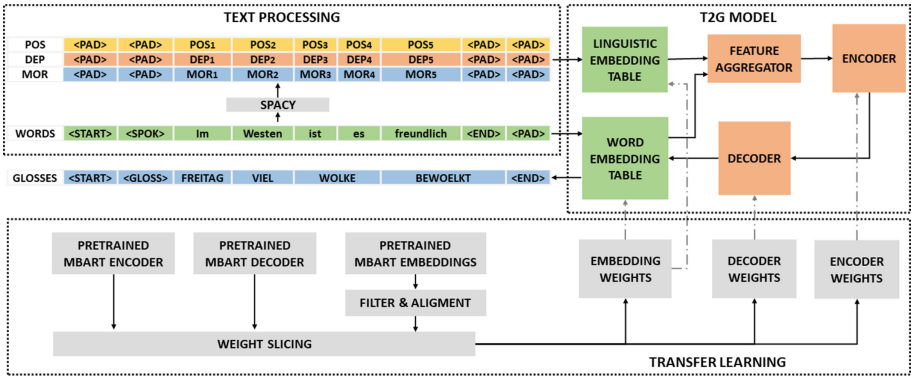 TEXT PROCESSING
T2G MODEL
POS <PAD> <PAD> POS1 POS2 POS3 POS4 POS5 <PAD> <PAD>
DEP <PAD> <PAD> DEP1 DEP2 DEP3 DEP4 DEP5 <PAD> <PAD>
MOR <PAD> <PAD> MOR1 MOR2 MOR3 MOR4 MOR5 <PAD> <PAD>
SPACY
WORDS <START> <SPOK> Im Westen ist es freundlich <END> <PAD>
GLOSSES <START> <GLOSS> FREITAG VIEL WOLKE BEWOELKT <END>
LINGUISTIC
EMBEDDING
TABLE
FEATURE
AGGREGATOR
ENCODER
WORD
EMBEDDING
TABLE
DECODER
PRETRAINED
MBART ENCODER
PRETRAINED
MBART DECODER
PRETRAINED
MBART EMBEDDINGS
FILTER & ALIGMENT
WEIGHT SLICING
EMBEDDING
WEIGHTS
DECODER
WEIGHTS
ENCODER
WEIGHTS
TRANSFER LEARNING